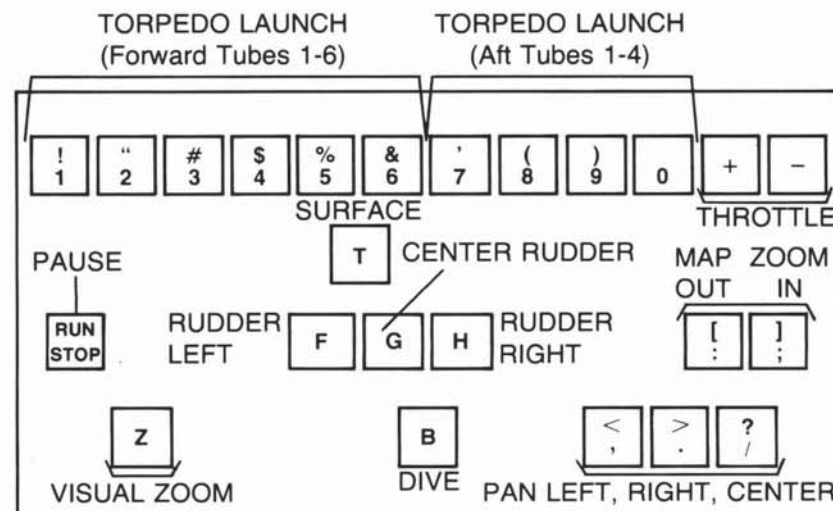 TORPEDO LAUNCH TORPEDO LAUNCH
(Forward Tubes 1-6) (Aft Tubes 1-4)
! “ # $ % & ' ( ) + −
1 2 3 4 5 6 7 8 9 0
SURFACE THROTTLE
T CENTER RUDDER MAP ZOOM
PAUSE OUT IN
RUN RUDDER F G H RUDDER [ ]
STOP LEFT RIGHT : ;
Z B < > ?
, . /
VISUAL ZOOM DIVE PAN LEFT, RIGHT, CENTER